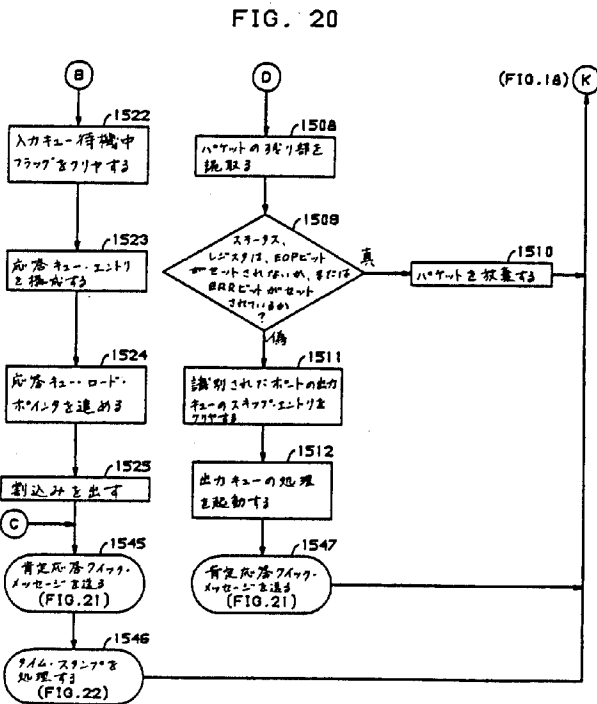 FIG. 20
B
1522
入力キュー待機中
フラッグをクリヤする
1523
応答キュー・エントリ
を構成する
1524
応答キュー・ロード・
ポインタを進める
1525
割込みを出す
C
1545
肯定応答クイック・
メッセージを送る
(FIG.21)
1546
タイム・スタンプを
処理する
(FIG.22)
D
1508
パケットの残り部を
読取る
1509
ステータス、
レジスタは、EOPビット
がセットされないか、または
ERRビットがセット
されているか
?
真
偽
1510
パケットを放棄する
1511
識別されたポートの出力
キューのスキップ・エントリを
クリヤする
1512
出力キューの処理
を起動する
1547
肯定応答クイック・
メッセージを送る
(FIG.21)
(FIG.18) K